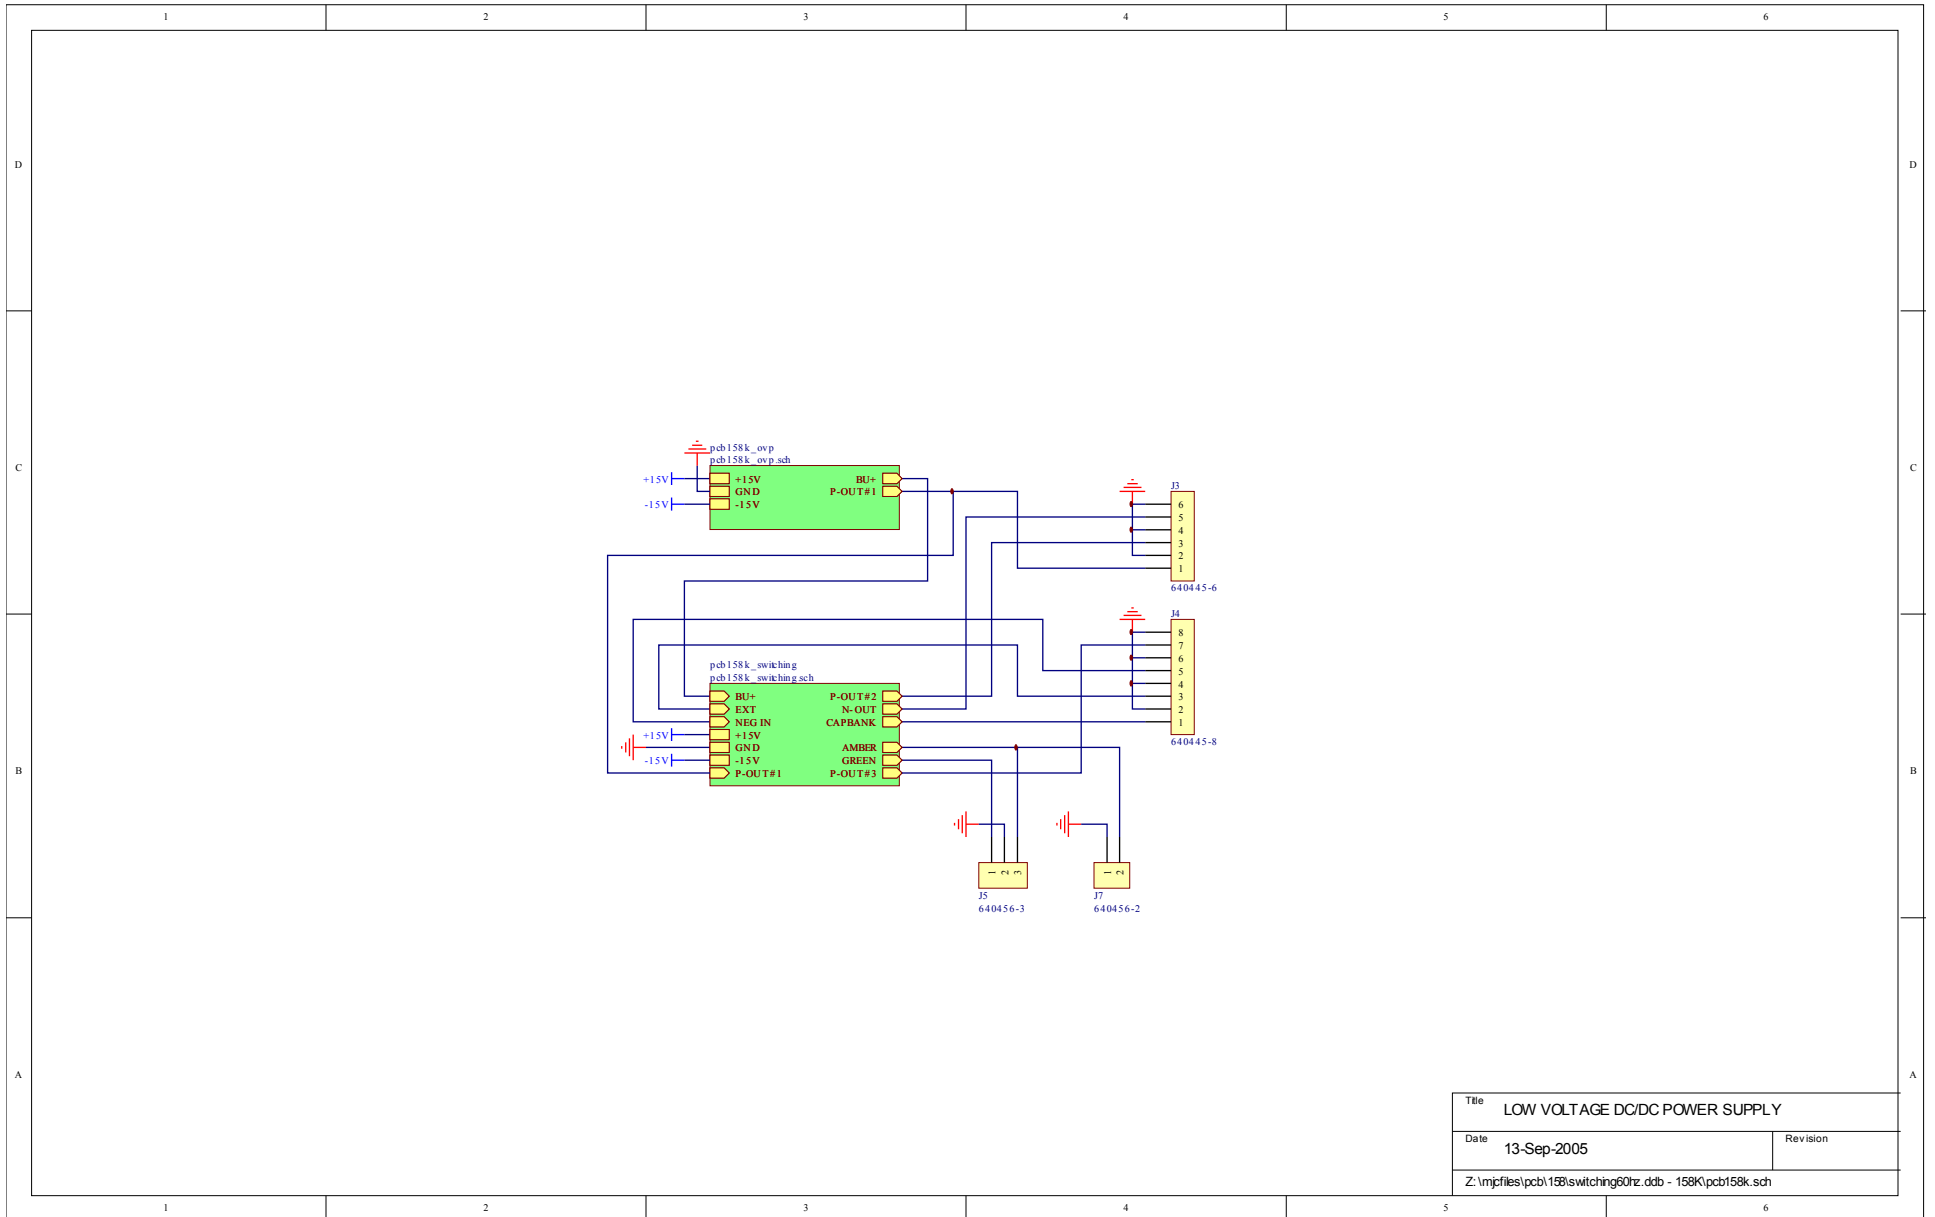 1 2 3 4 5 6
D D
pcb158k_ovp
pcb158k_ovp.sch
C C
+15V +15V BU+
GND P-OUT#1
-15V -15V
J3
6
5
4
3
2
1
640445-6
J4
8
7
6
5
4
3
2
1
640445-8
pcb158k_switching
pcb158k_switching.sch
BU+ P-OUT#2
EXT N-OUT
NEG IN CAPBANK
+15V +15V
GND AMBER
-15V -15V GREEN
P-OUT#1 P-OUT#3
B B
1 2 3
J5
640456-3
1 2
J7
640456-2
A A
Title LOW VOLTAGE DC/DC POWER SUPPLY
Date 13-Sep-2005 Revision
Z:\mjcfiles\pcb\158\switching60hz.ddb - 158K\pcb158k.sch
1 2 3 4 5 6